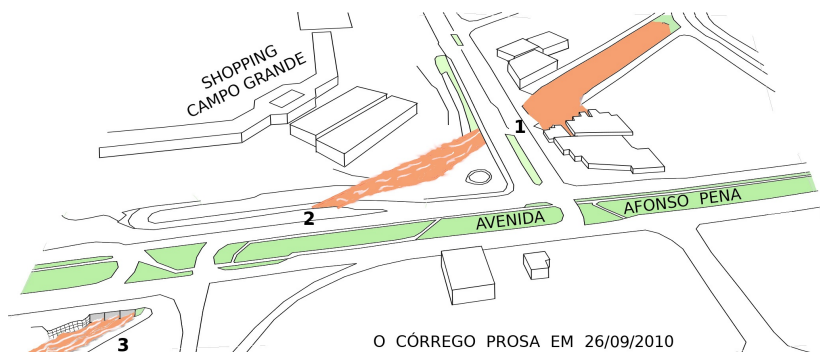 SHOPPING
CAMPO GRANDE
1
2
AVENIDA AFONSO PENA
3
O CÓRREGO PROSA EM 26/09/2010